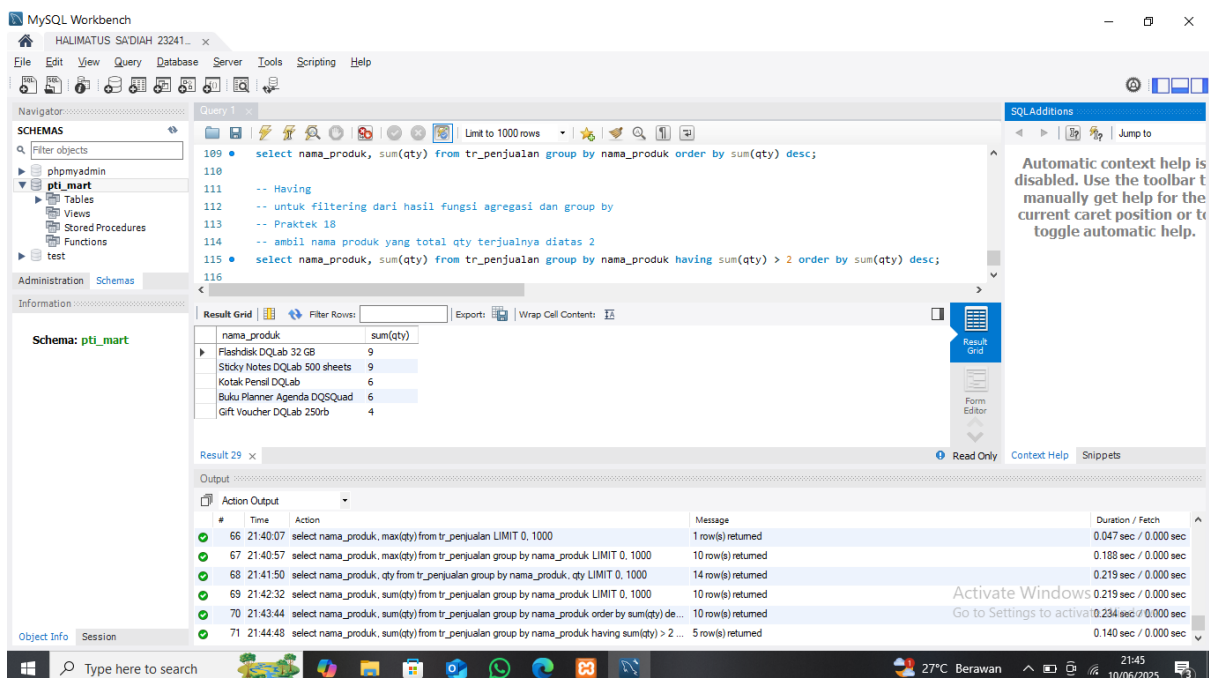 MySQL Workbench
HALIMATUS SA'DIAH 23241...
File Edit View Query Database Server Tools Scripting Help
Navigator
SCHEMAS
Filter objects
phpmyadmin
pti_mart
Tables
Views
Stored Procedures
Functions
test
Administration Schemas
Information
Schema: pti_mart
Object Info Session
Query 1
Limit to 1000 rows
109 select nama_produk, sum(qty) from tr_penjualan group by nama_produk order by sum(qty) desc;
110
111 -- Having
112 -- untuk filtering dari hasil fungsi agregasi dan group by
113 -- Praktek 18
114 -- ambil nama produk yang total qty terjualnya diatas 2
115 select nama_produk, sum(qty) from tr_penjualan group by nama_produk having sum(qty) > 2 order by sum(qty) desc;
116
Result Grid Filter Rows: Export: Wrap Cell Content:
nama_produk sum(qty)
Flashdisk DQLab 32 GB 9
Sticky Notes DQLab 500 sheets 9
Kotak Pensil DQLab 6
Buku Planner Agenda DQSQuad 6
Gift Voucher DQLab 250rb 4
Result Grid
Form Editor
Result 29
Read Only
SQLAdditions
Jump to
Automatic context help is
disabled. Use the toolbar t
manually get help for the
current caret position or to
toggle automatic help.
Context Help Snippets
Output
Action Output
# Time Action Message Duration / Fetch
66 21:40:07 select nama_produk, max(qty) from tr_penjualan LIMIT 0, 1000 1 row(s) returned 0.047 sec / 0.000 sec
67 21:40:57 select nama_produk, max(qty) from tr_penjualan group by nama_produk LIMIT 0, 1000 10 row(s) returned 0.188 sec / 0.000 sec
68 21:41:50 select nama_produk, qty from tr_penjualan group by nama_produk, qty LIMIT 0, 1000 14 row(s) returned 0.219 sec / 0.000 sec
69 21:42:32 select nama_produk, sum(qty) from tr_penjualan group by nama_produk LIMIT 0, 1000 10 row(s) returned 0.219 sec / 0.000 sec
70 21:43:44 select nama_produk, sum(qty) from tr_penjualan group by nama_produk order by sum(qty) de... 10 row(s) returned 0.234 sec / 0.000 sec
71 21:44:48 select nama_produk, sum(qty) from tr_penjualan group by nama_produk having sum(qty) > 2 ... 5 row(s) returned 0.140 sec / 0.000 sec
Activate Windows
Go to Settings to activate Windows.
Type here to search
27°C Berawan
21:45
10/06/2025